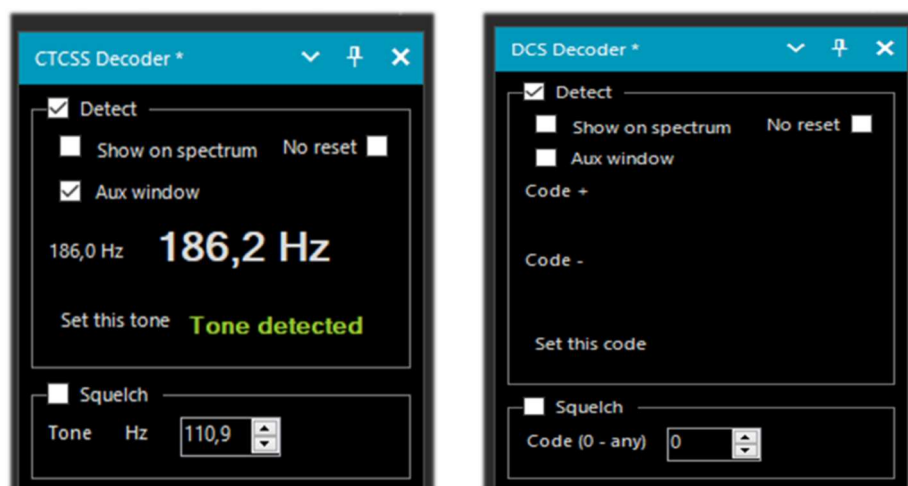 CTCSS Decoder *
Detect
Show on spectrum No reset
Aux window
186,0 Hz 186,2 Hz
Set this tone Tone detected
Squelch
Tone Hz 110,9
DCS Decoder *
Detect
Show on spectrum No reset
Aux window
Code +
Code -
Set this code
Squelch
Code (0 - any) 0